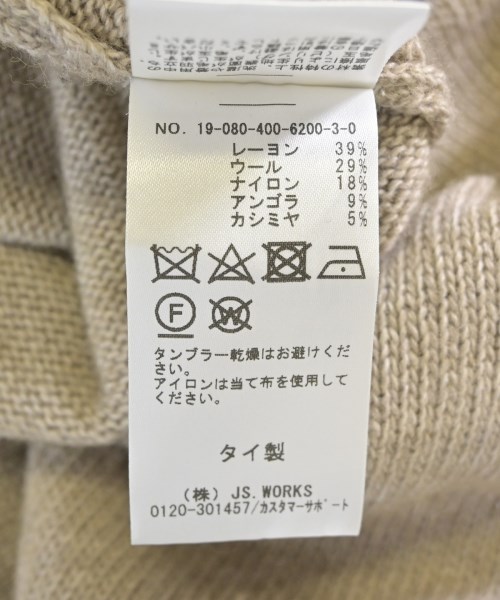 NO. 19-080-400-6200-3-0
レーヨン 39%
ウール 29%
ナイロン 18%
アンゴラ 9%
カシミヤ 5%
F W
タンブラー乾燥はお避けくだ
さい。
アイロンは当て布を使用して
ください。
タイ製
(株) JS.WORKS
0120-301457/カスタマーサポート